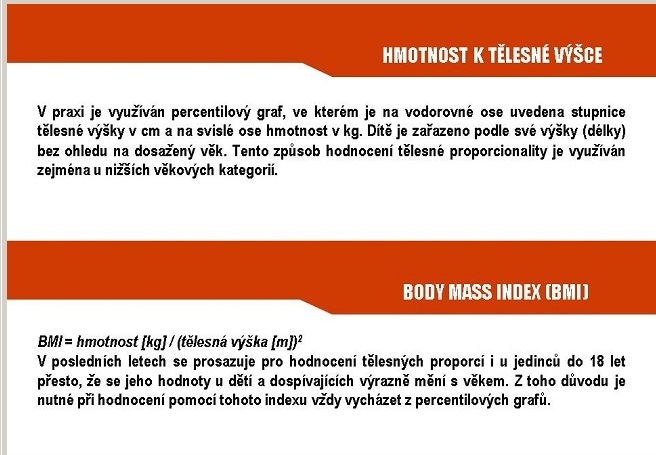 HMOTNOST K TĚLESNÉ VÝŠCE
V praxi je využíván percentilový graf, ve kterém je na vodorovné ose uvedena stupnice
tělesné výšky v cm a na svislé ose hmotnost v kg. Dítě je zařazeno podle své výšky (délky)
bez ohledu na dosažený věk. Tento způsob hodnocení tělesné proporcionality je využíván
zejména u nižších věkových kategorií.
BODY MASS INDEX (BMI)
BMI = hmotnost [kg] / (tělesná výška [m])²
V posledních letech se prosazuje pro hodnocení tělesných proporcí i u jedinců do 18 let
přesto, že se jeho hodnoty u dětí a dospívajících výrazně mění s věkem. Z toho důvodu je
nutné při hodnocení pomocí tohoto indexu vždy vycházet z percentilových grafů.